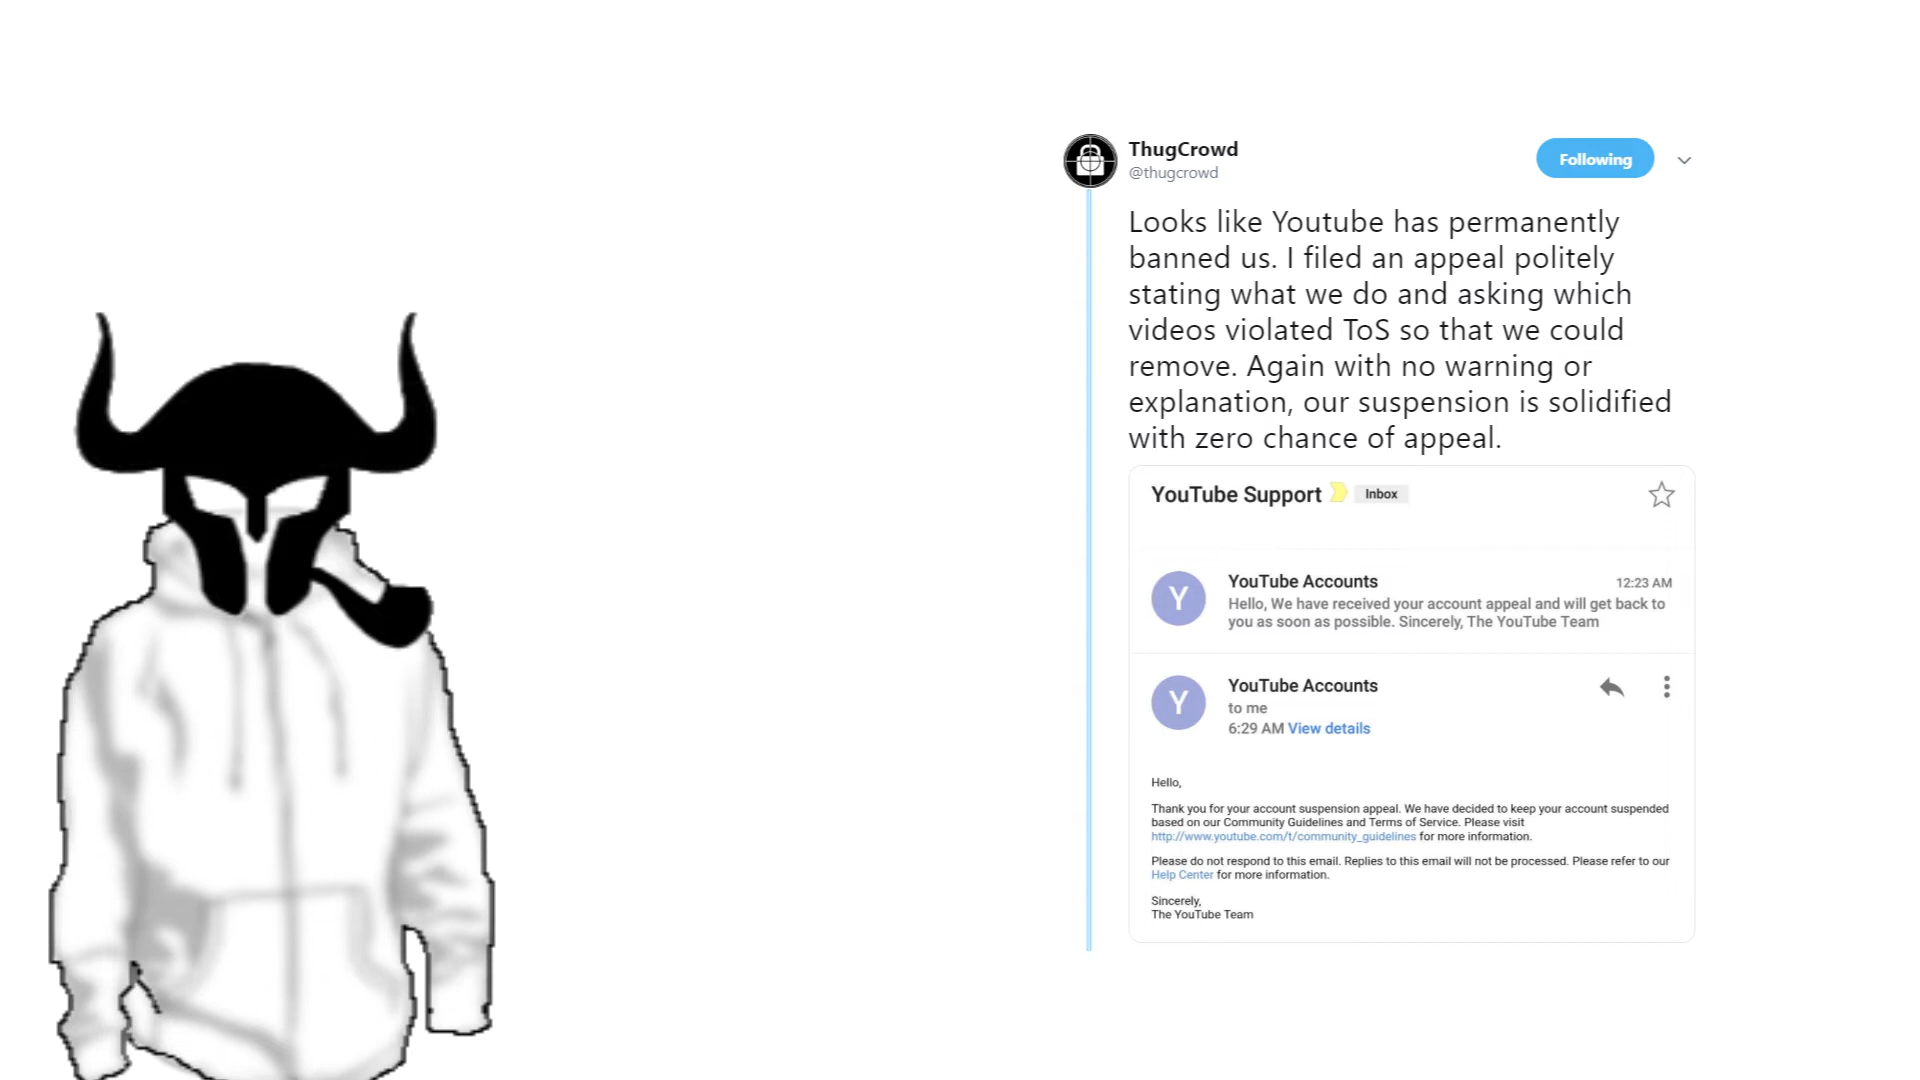 ThugCrowd
@thugcrowd
Following
Looks like Youtube has permanently
banned us. I filed an appeal politely
stating what we do and asking which
videos violated ToS so that we could
remove. Again with no warning or
explanation, our suspension is solidified
with zero chance of appeal.
YouTube Support Inbox
YouTube Accounts 12:23 AM
Hello, We have received your account appeal and will get back to
you as soon as possible. Sincerely, The YouTube Team
YouTube Accounts
to me
6:29 AM View details
Hello,
Thank you for your account suspension appeal. We have decided to keep your account suspended
based on our Community Guidelines and Terms of Service. Please visit
http://www.youtube.com/t/community_guidelines for more information.
Please do not respond to this email. Replies to this email will not be processed. Please refer to our
Help Center for more information.
Sincerely,
The YouTube Team
Y
Y